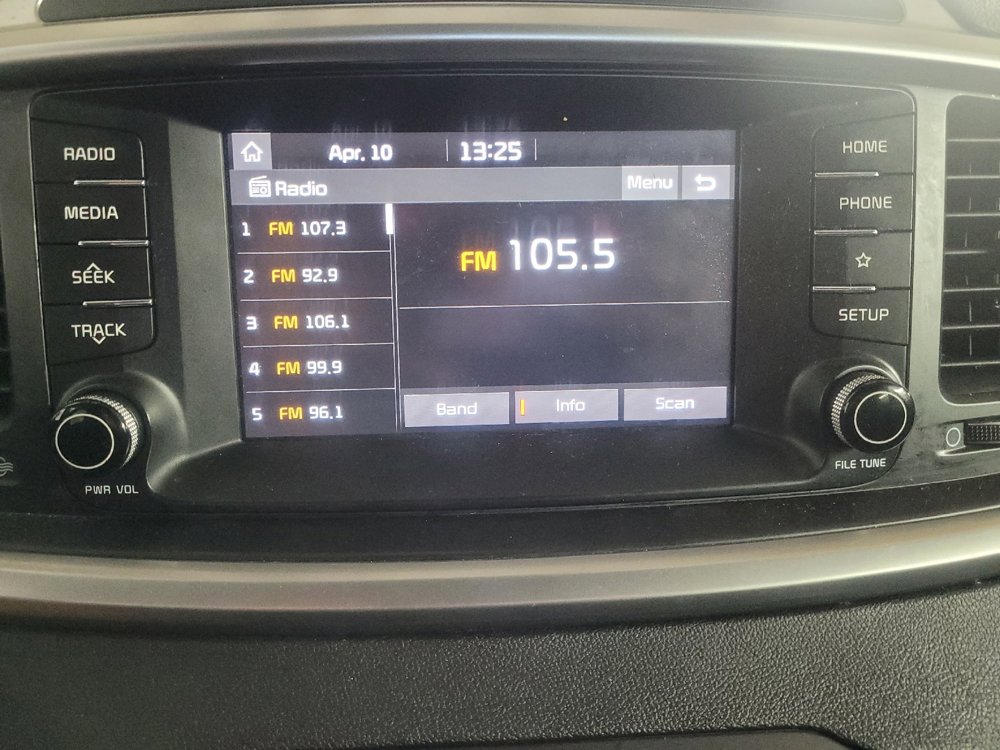 RADIO
MEDIA
SEEK
TRACK
PWR VOL
Apr. 10 13:25
Radio Menu
1 FM 107.3
2 FM 92.9
3 FM 106.1
4 FM 99.9
5 FM 96.1
FM 105.5
Band Info Scan
HOME
PHONE
SETUP
FILE TUNE